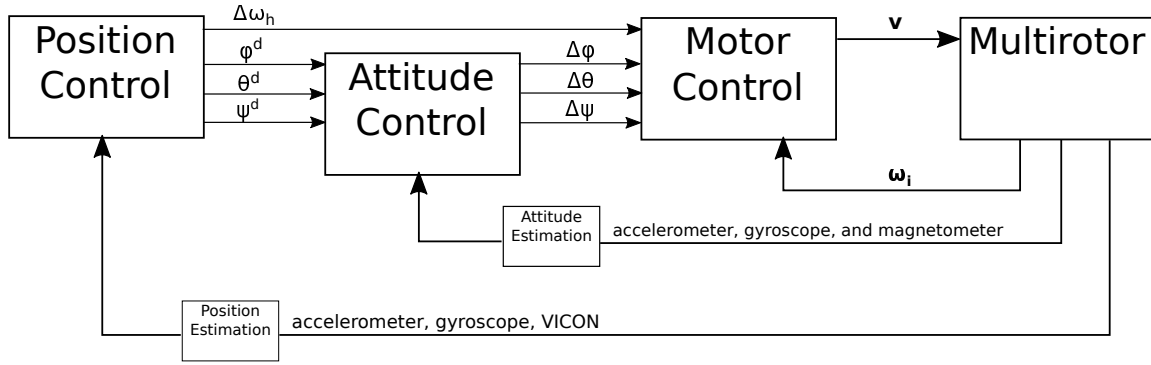 Position
Control
Δω_h
φ^d
θ^d
ψ^d
Attitude
Control
Δφ
Δθ
Δψ
Motor
Control
v
Multirotor
ω_i
Attitude
Estimation
accelerometer, gyroscope, and magnetometer
Position
Estimation
accelerometer, gyroscope, VICON